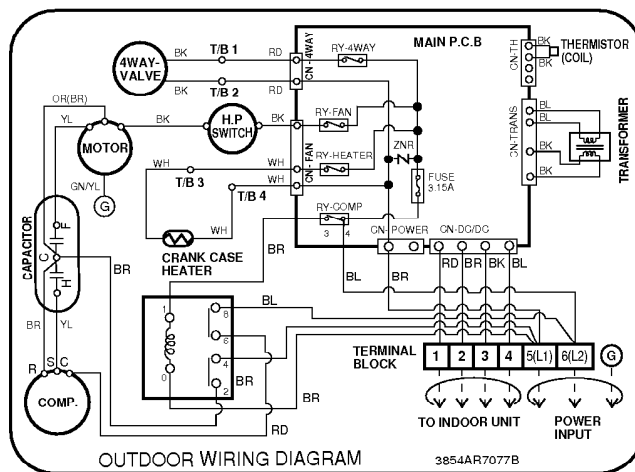 MAIN P.C.B
4WAY-
VALVE
BK
T/B 1
RD
BK
T/B 2
RD
CN-4WAY
RY-4WAY
CN-TH
BK
BK
THERMISTOR
(COIL)
OR(BR)
YL
MOTOR
BK
H.P
SWITCH
BK
CN-FAN
RY-FAN
ZNR
CN-TRANS
BL
BL
BK
BK
TRANSFORMER
GN/YL
G
WH
T/B 3
WH
T/B 4
WH
WH
RY-HEATER
FUSE
3.15A
CRANK CASE
HEATER
RY-COMP
3 4
CN-POWER
CN-DC/DC
CAPACITOR
F
C
H
BR
BR
BL
BR
RD
BR
BK
BL
BR
YL
1
0
8
6
4
2
BL
BR
BR
RD
R
S
C
COMP.
TERMINAL
BLOCK
1
2
3
4
5(L1)
6(L2)
G
TO INDOOR UNIT
POWER
INPUT
OUTDOOR WIRING DIAGRAM
3854AR7077B